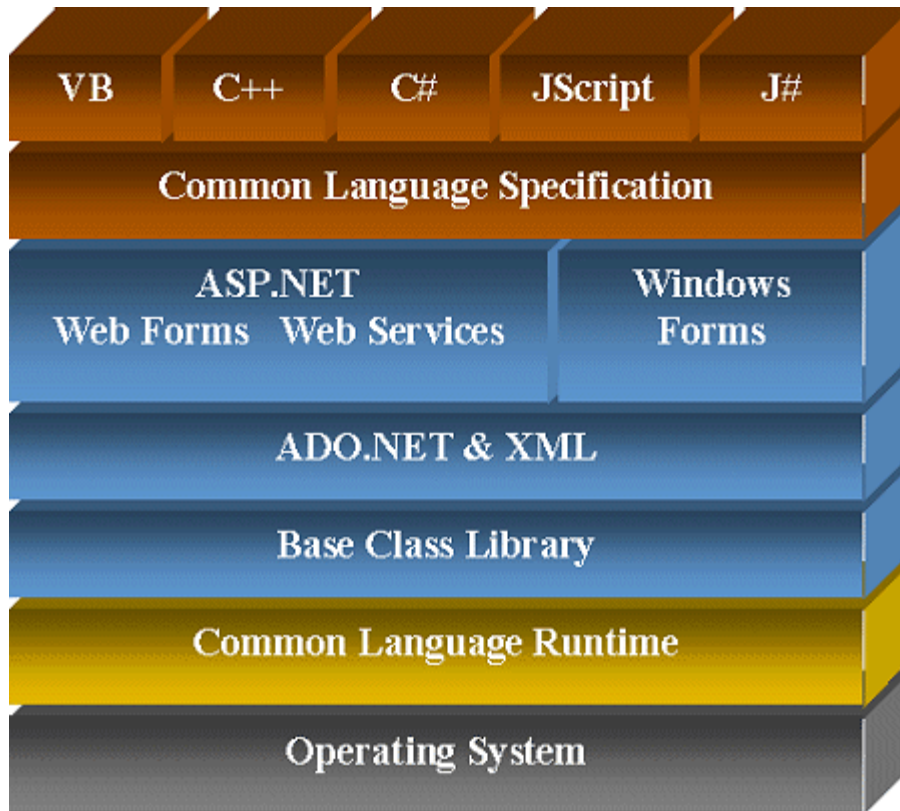 VB C++ C# JScript J#
Common Language Specification
ASP.NET
Web Forms Web Services
Windows
Forms
ADO.NET & XML
Base Class Library
Common Language Runtime
Operating System